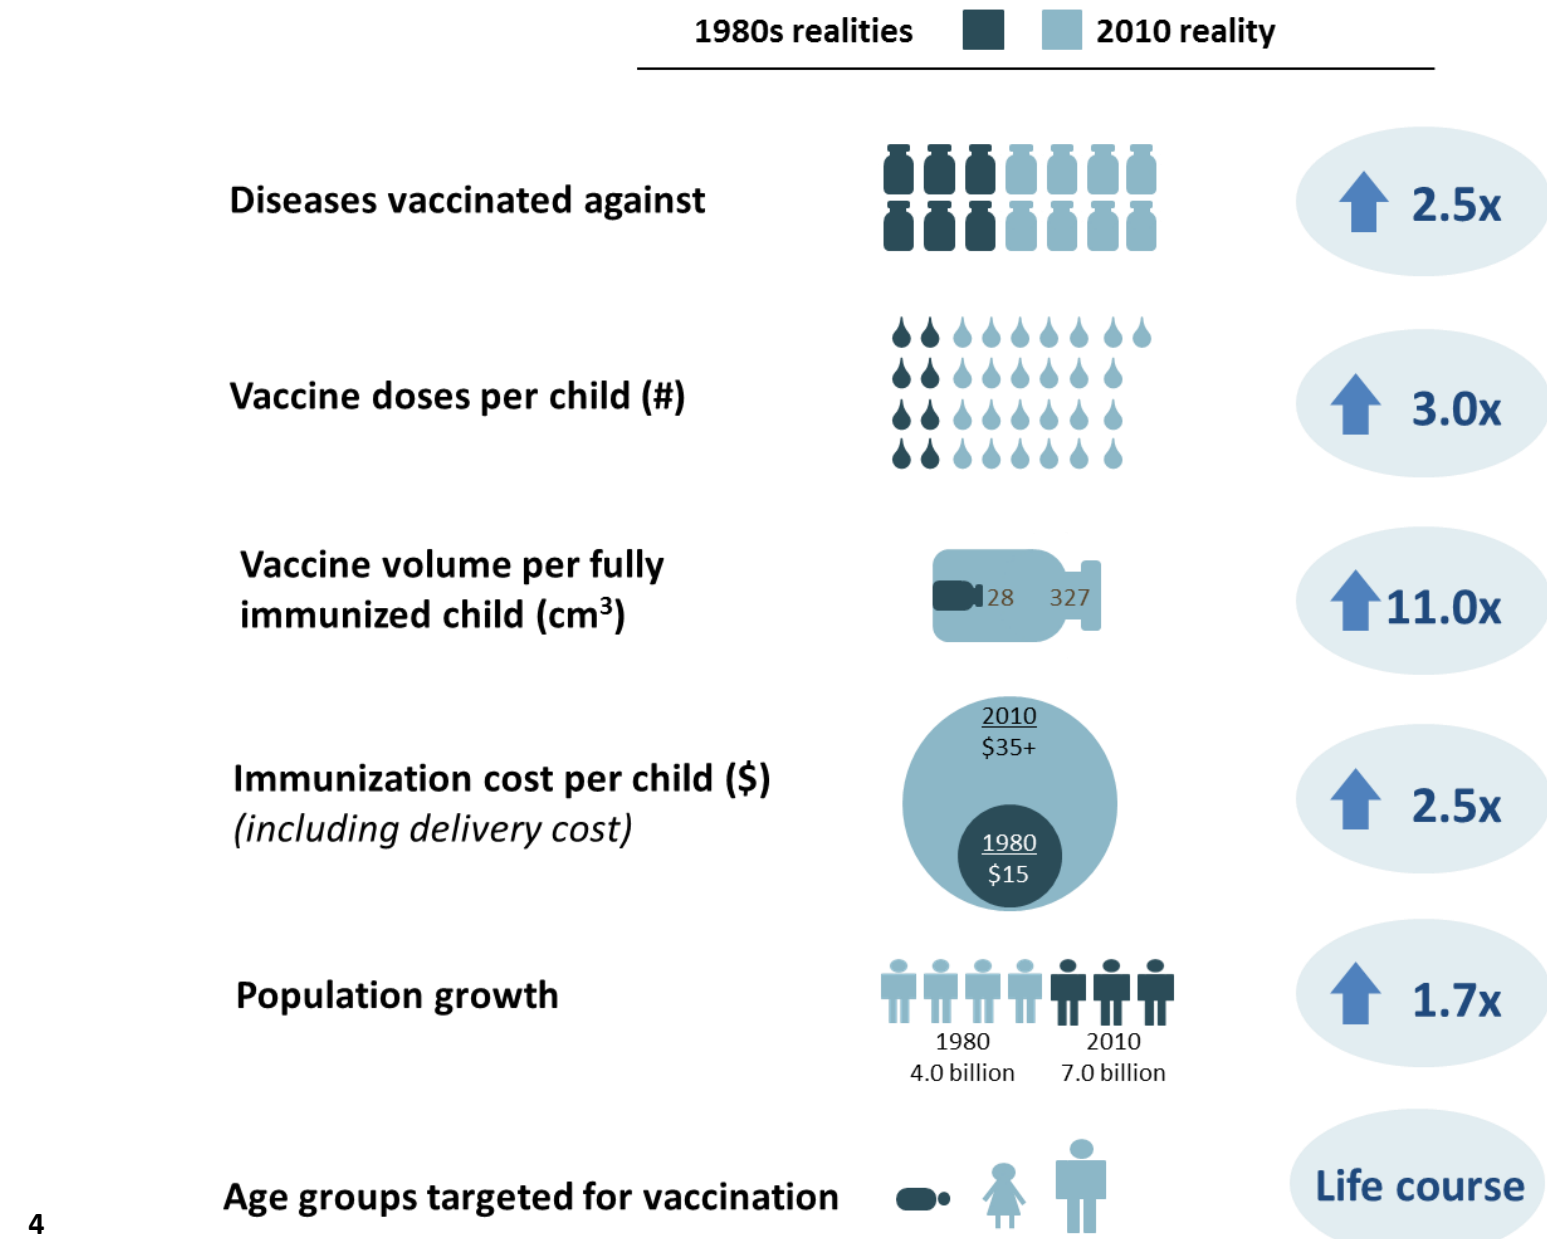 1980s realities 2010 reality
Diseases vaccinated against
2.5x
Vaccine doses per child (#)
3.0x
Vaccine volume per fully
immunized child (cm³)
28 327
11.0x
Immunization cost per child ($)
(including delivery cost)
2010
$35+
1980
$15
2.5x
Population growth
1980 2010
4.0 billion 7.0 billion
1.7x
Age groups targeted for vaccination
Life course
4